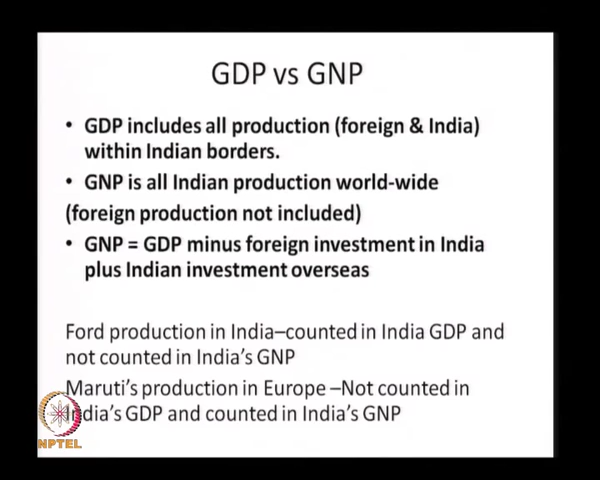 GDP vs GNP
• GDP includes all production (foreign & India)
within Indian borders.
• GNP is all Indian production world-wide
(foreign production not included)
• GNP = GDP minus foreign investment in India
plus Indian investment overseas
Ford production in India–counted in India GDP and
not counted in India's GNP
Maruti's production in Europe –Not counted in
India's GDP and counted in India's GNP
NPTEL